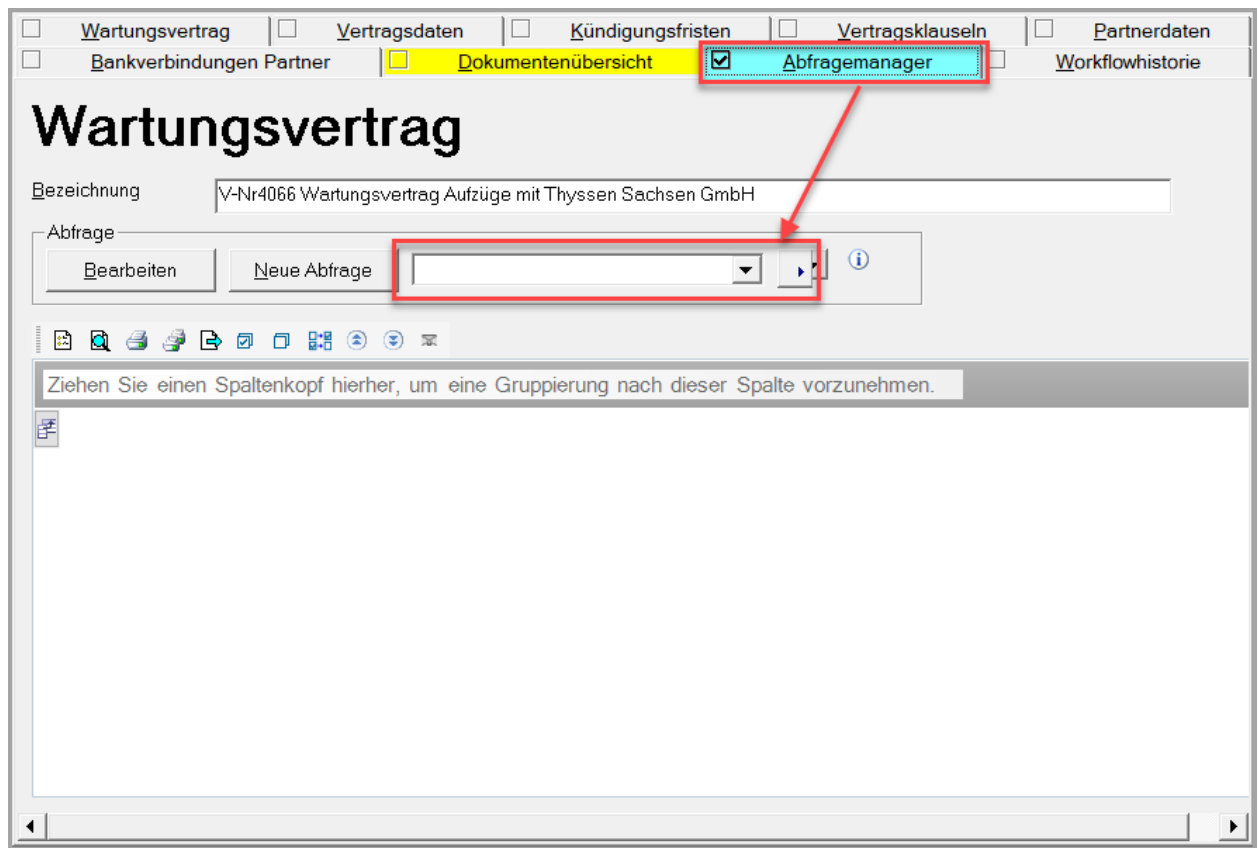 Wartungsvertrag Vertragsdaten Kündigungsfristen Vertragsklauseln Partnerdaten
Bankverbindungen Partner Dokumentenübersicht Abfragemanager Workflowhistorie
Wartungsvertrag
Bezeichnung V-Nr4066 Wartungsvertrag Aufzüge mit Thyssen Sachsen GmbH
Abfrage
Bearbeiten Neue Abfrage
Ziehen Sie einen Spaltenkopf hierher, um eine Gruppierung nach dieser Spalte vorzunehmen.